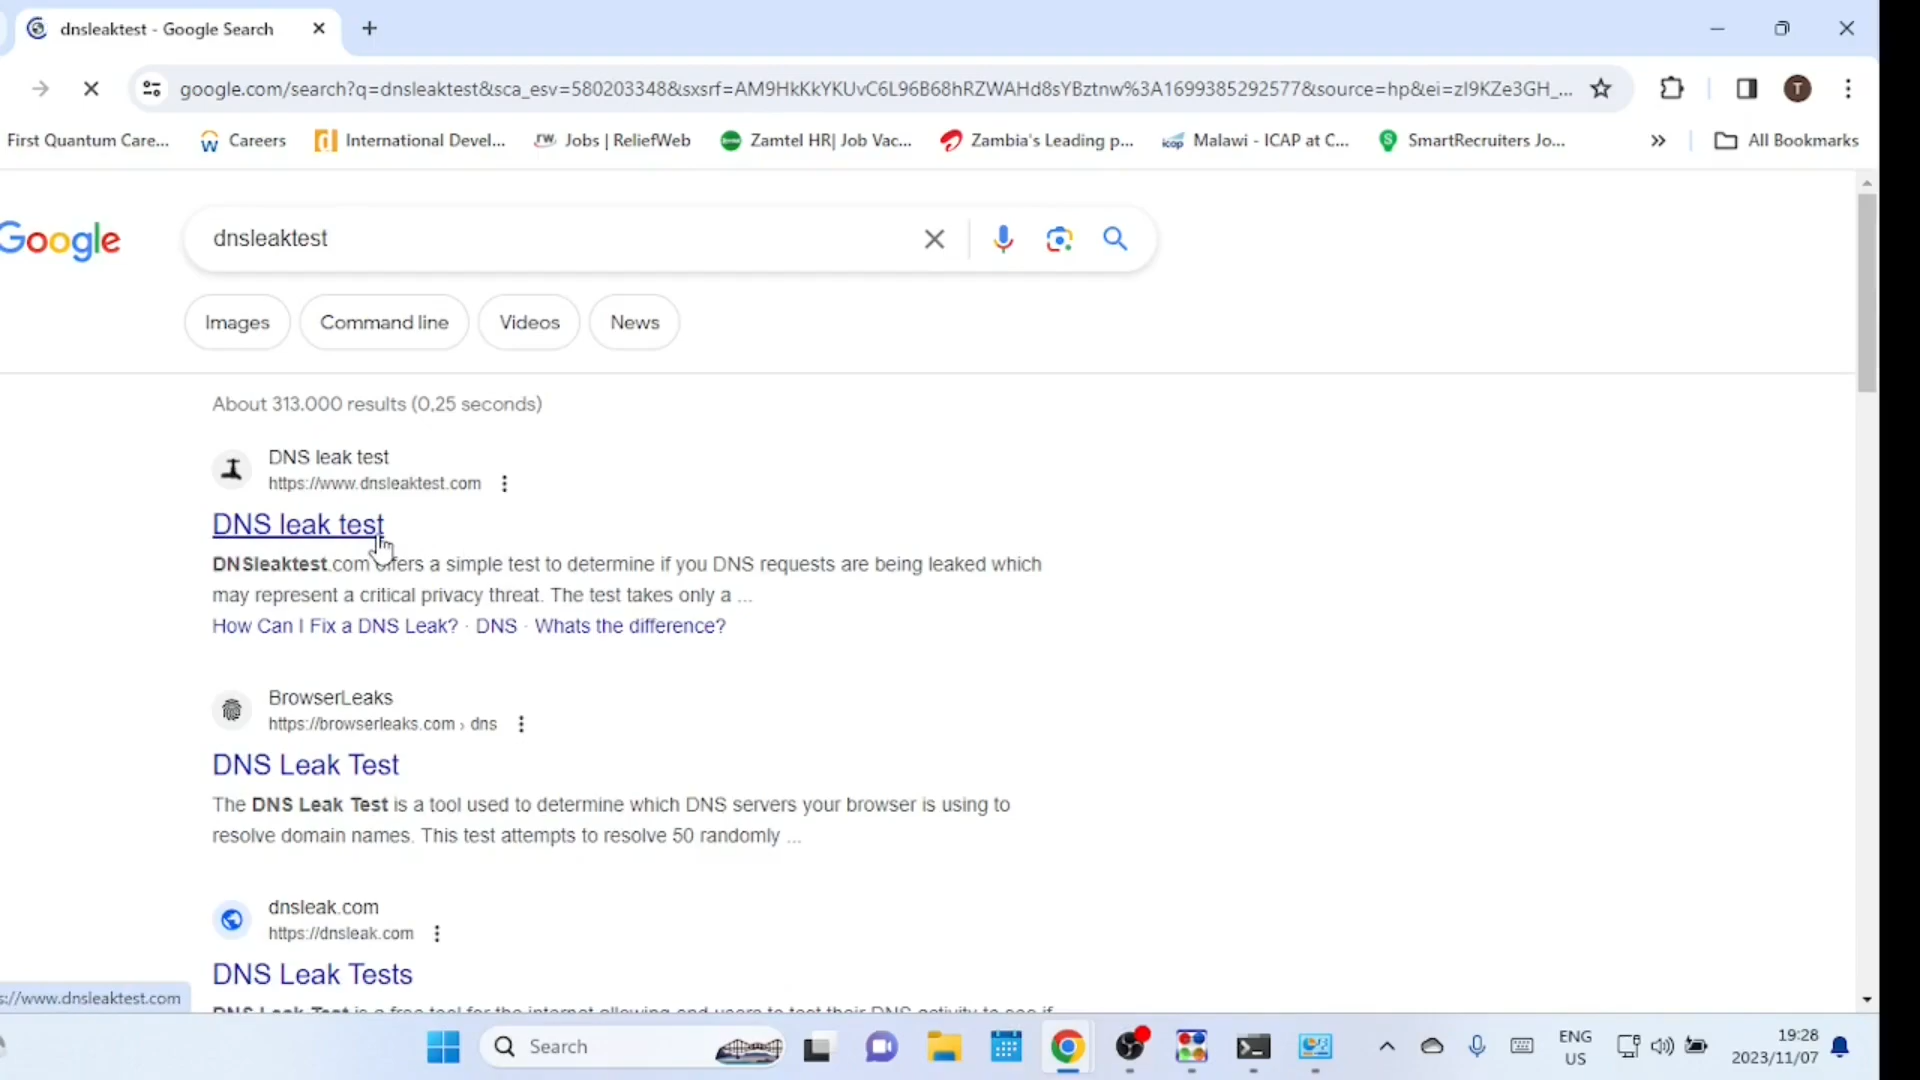 dnsleaktest - Google Search
google.com/search?q=dnsleaktest&sca_esv=580203348&sxsrf=AM9HkKkYKUvC6L96B68hRZWAHd8sYBztnw%3A1699385292577&source=hp&ei=zI9KZe3GH_...
First Quantum Care...
Careers
International Devel...
Jobs | ReliefWeb
Zamtel HR| Job Vac...
Zambia's Leading p...
Malawi - ICAP at C...
SmartRecruiters Jo...
All Bookmarks
Google
dnsleaktest
Images
Command line
Videos
News
About 313.000 results (0,25 seconds)
DNS leak test
https://www.dnsleaktest.com
DNS leak test
DNSleaktest.com offers a simple test to determine if you DNS requests are being leaked which
may represent a critical privacy threat. The test takes only a ...
How Can I Fix a DNS Leak? · DNS · Whats the difference?
BrowserLeaks
https://browserleaks.com › dns
DNS Leak Test
The DNS Leak Test is a tool used to determine which DNS servers your browser is using to
resolve domain names. This test attempts to resolve 50 randomly ...
dnsleak.com
https://dnsleak.com
DNS Leak Tests
DNS Leak Test is a free tool for the internet allowing end users to test their DNS activity to see if
s://www.dnsleaktest.com
Search
ENG
US
19:28
2023/11/07